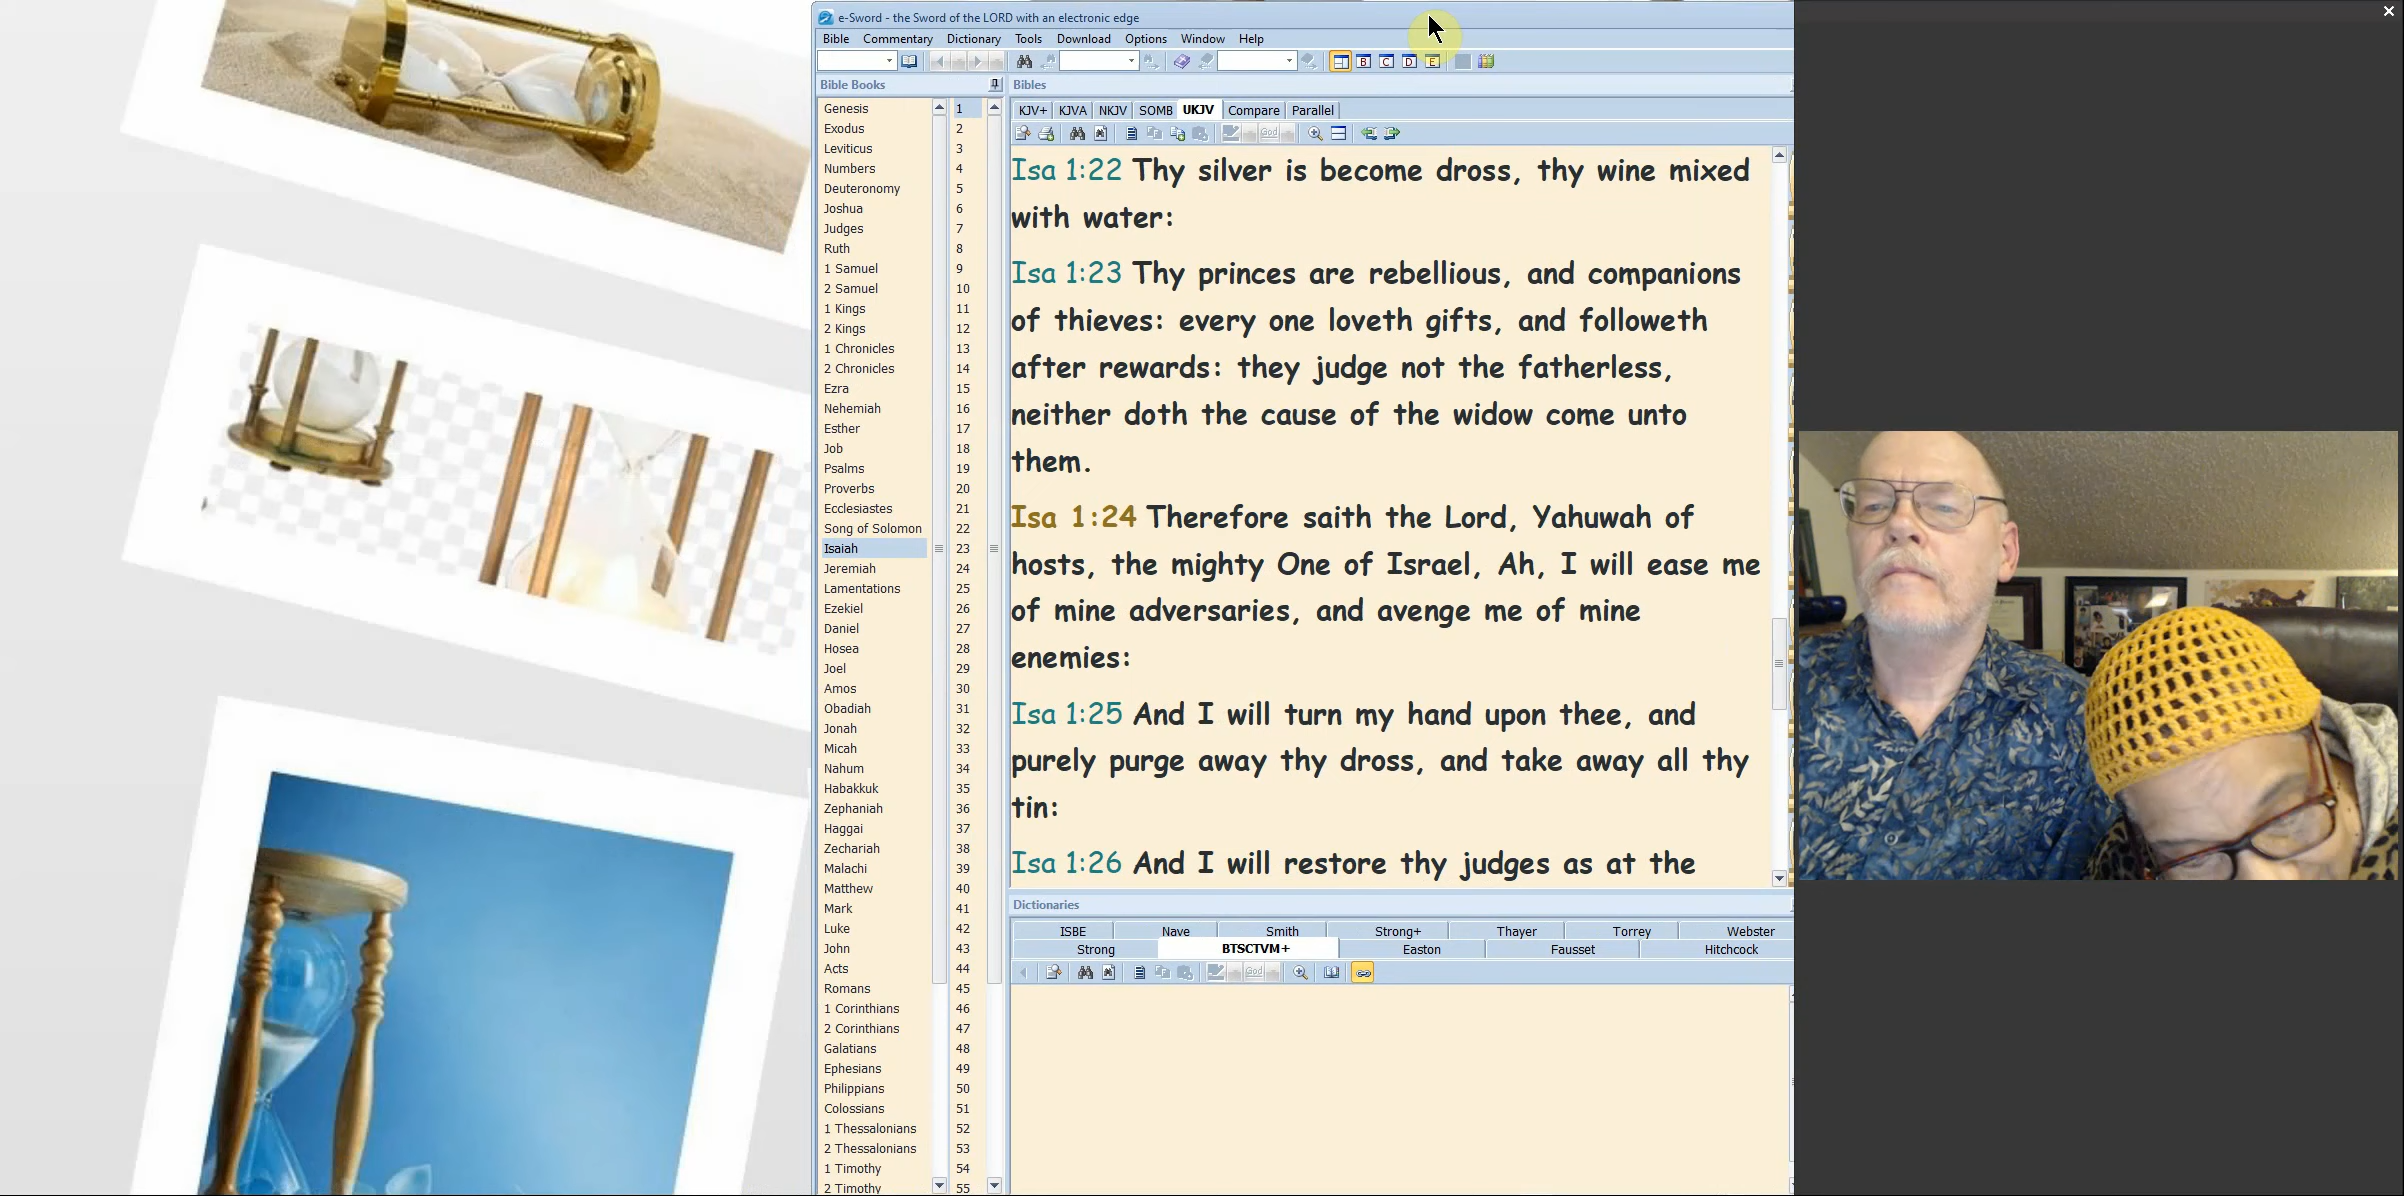 e-Sword - the Sword of the LORD with an electronic edge
Bible Commentary Dictionary Tools Download Options Window Help
B C D E
Bible Books
Genesis 1
Exodus 2
Leviticus 3
Numbers 4
Deuteronomy 5
Joshua 6
Judges 7
Ruth 8
1 Samuel 9
2 Samuel 10
1 Kings 11
2 Kings 12
1 Chronicles 13
2 Chronicles 14
Ezra 15
Nehemiah 16
Esther 17
Job 18
Psalms 19
Proverbs 20
Ecclesiastes 21
Song of Solomon 22
Isaiah 23
Jeremiah 24
Lamentations 25
Ezekiel 26
Daniel 27
Hosea 28
Joel 29
Amos 30
Obadiah 31
Jonah 32
Micah 33
Nahum 34
Habakkuk 35
Zephaniah 36
Haggai 37
Zechariah 38
Malachi 39
Matthew 40
Mark 41
Luke 42
John 43
Acts 44
Romans 45
1 Corinthians 46
2 Corinthians 47
Galatians 48
Ephesians 49
Philippians 50
Colossians 51
1 Thessalonians 52
2 Thessalonians 53
1 Timothy 54
2 Timothy 55
Bibles
KJV+ KJVA NKJV SOMB UKJV Compare Parallel
God
Isa 1:22 Thy silver is become dross, thy wine mixed
with water:
Isa 1:23 Thy princes are rebellious, and companions
of thieves: every one loveth gifts, and followeth
after rewards: they judge not the fatherless,
neither doth the cause of the widow come unto
them.
Isa 1:24 Therefore saith the Lord, Yahuwah of
hosts, the mighty One of Israel, Ah, I will ease me
of mine adversaries, and avenge me of mine
enemies:
Isa 1:25 And I will turn my hand upon thee, and
purely purge away thy dross, and take away all thy
tin:
Isa 1:26 And I will restore thy judges as at the
Dictionaries
ISBE Nave Smith Strong+ Thayer Torrey Webster
Strong BTSCTVM+ Easton Fausset Hitchcock
God